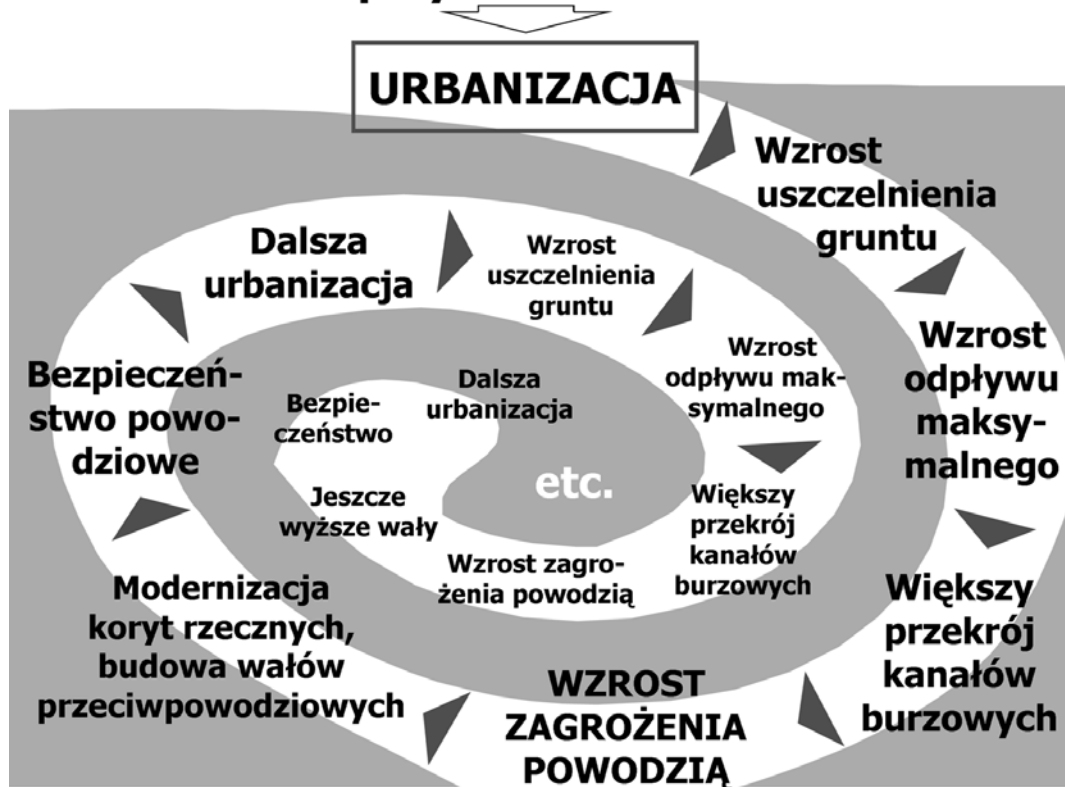 URBANIZACJA
Wzrost
uszczelnienia
gruntu
Wzrost
odpływu
maksy-
malnego
Większy
przekrój
kanałów
burzowych
WZROST
ZAGROŻENIA
POWODZIĄ
Modernizacja
koryt rzecznych,
budowa wałów
przeciwpowodziowych
Bezpieczeń-
stwo powo-
dziowe
Dalsza
urbanizacja
Wzrost
uszczelnienia
gruntu
Wzrost
odpływu mak-
symalnego
Większy
przekrój
kanałów
burzowych
Wzrost zagro-
żenia powodzią
Jeszcze
wyższe wały
Bezpie-
czeństwo
Dalsza
urbanizacja
etc.